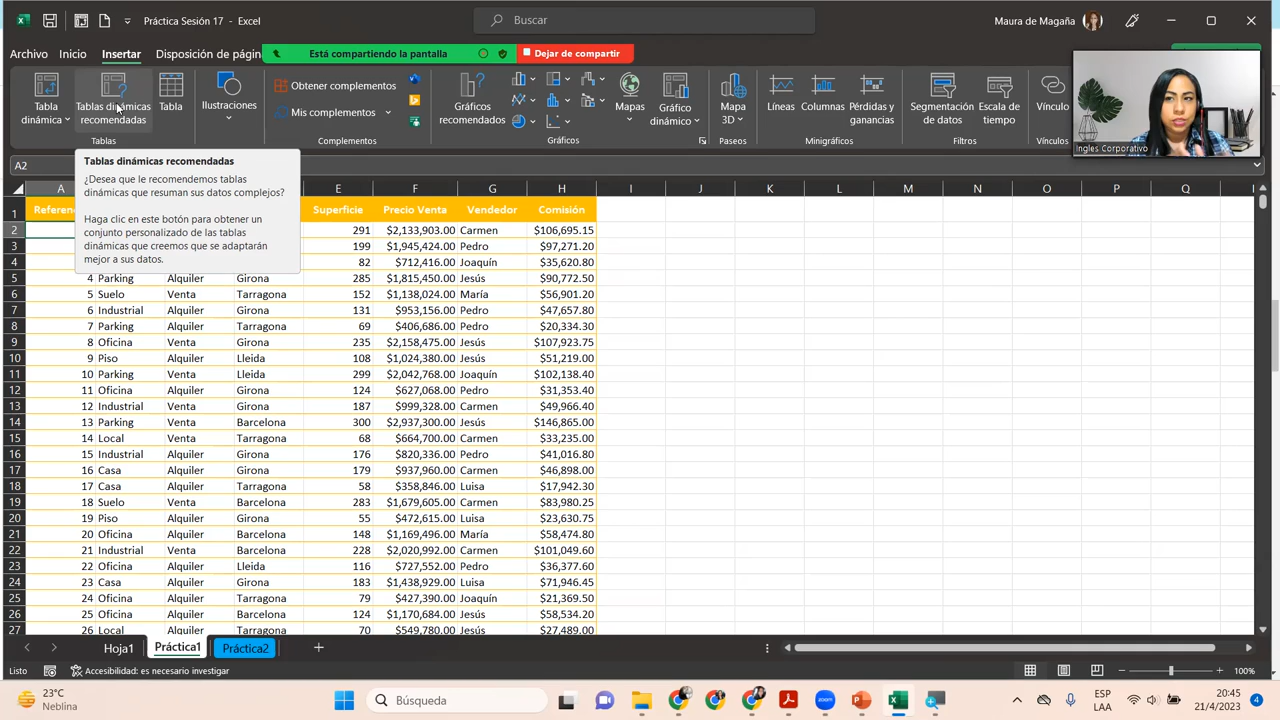 Práctica Sesión 17 - Excel
Buscar
Maura de Magaña
Archivo Inicio Insertar Disposición de págin
Está compartiendo la pantalla
Dejar de compartir
Tabla dinámica
Tablas dinámicas recomendadas
Tabla
Ilustraciones
Obtener complementos
Mis complementos
Gráficos recomendados
Mapas
Gráfico dinámico
Mapa 3D
Líneas
Columnas
Pérdidas y ganancias
Segmentación de datos
Escala de tiempo
Vínculo
Tablas Complementos Gráficos Paseos Minigráficos Filtros Vínculos
Ingles Corporativo
A2
Tablas dinámicas recomendadas
¿Desea que le recomendemos tablas
dinámicas que resuman sus datos complejos?
Haga clic en este botón para obtener un
conjunto personalizado de las tablas
dinámicas que creemos que se adaptarán
mejor a sus datos.
A E F G H I J K L M N O P Q
1 Referen Superficie Precio Venta Vendedor Comisión
2 291 $2,133,903.00 Carmen $106,695.15
3 199 $1,945,424.00 Pedro $97,271.20
4 82 $712,416.00 Joaquín $35,620.80
5 4 Parking Alquiler Girona 285 $1,815,450.00 Jesús $90,772.50
6 5 Suelo Venta Tarragona 152 $1,138,024.00 María $56,901.20
7 6 Industrial Alquiler Girona 131 $953,156.00 Pedro $47,657.80
8 7 Parking Alquiler Tarragona 69 $406,686.00 Pedro $20,334.30
9 8 Oficina Venta Girona 235 $2,158,475.00 Jesús $107,923.75
10 9 Piso Alquiler Lleida 108 $1,024,380.00 Jesús $51,219.00
11 10 Parking Venta Lleida 299 $2,042,768.00 Joaquín $102,138.40
12 11 Oficina Alquiler Girona 124 $627,068.00 Pedro $31,353.40
13 12 Industrial Venta Girona 187 $999,328.00 Carmen $49,966.40
14 13 Parking Venta Barcelona 300 $2,937,300.00 Jesús $146,865.00
15 14 Local Venta Tarragona 68 $664,700.00 Carmen $33,235.00
16 15 Industrial Alquiler Girona 176 $820,336.00 Pedro $41,016.80
17 16 Casa Alquiler Girona 179 $937,960.00 Carmen $46,898.00
18 17 Casa Alquiler Tarragona 58 $358,846.00 Luisa $17,942.30
19 18 Suelo Venta Barcelona 283 $1,679,605.00 Carmen $83,980.25
20 19 Piso Alquiler Girona 55 $472,615.00 Luisa $23,630.75
21 20 Oficina Alquiler Barcelona 148 $1,169,496.00 María $58,474.80
22 21 Industrial Venta Barcelona 228 $2,020,992.00 Carmen $101,049.60
23 22 Oficina Alquiler Lleida 116 $727,552.00 Pedro $36,377.60
24 23 Casa Alquiler Girona 183 $1,438,929.00 Luisa $71,946.45
25 24 Oficina Alquiler Girona 79 $427,390.00 Joaquín $21,369.50
26 25 Oficina Alquiler Barcelona 124 $1,170,684.00 Jesús $58,534.20
27 26 Local Alquiler Tarragona 70 $549,780.00 Jesús $27,489.00
Hoja1 Práctica1 Práctica2
Listo Accesibilidad: es necesario investigar 100%
23°C
Neblina
Búsqueda
ESP
LAA
20:45
21/4/2023
4